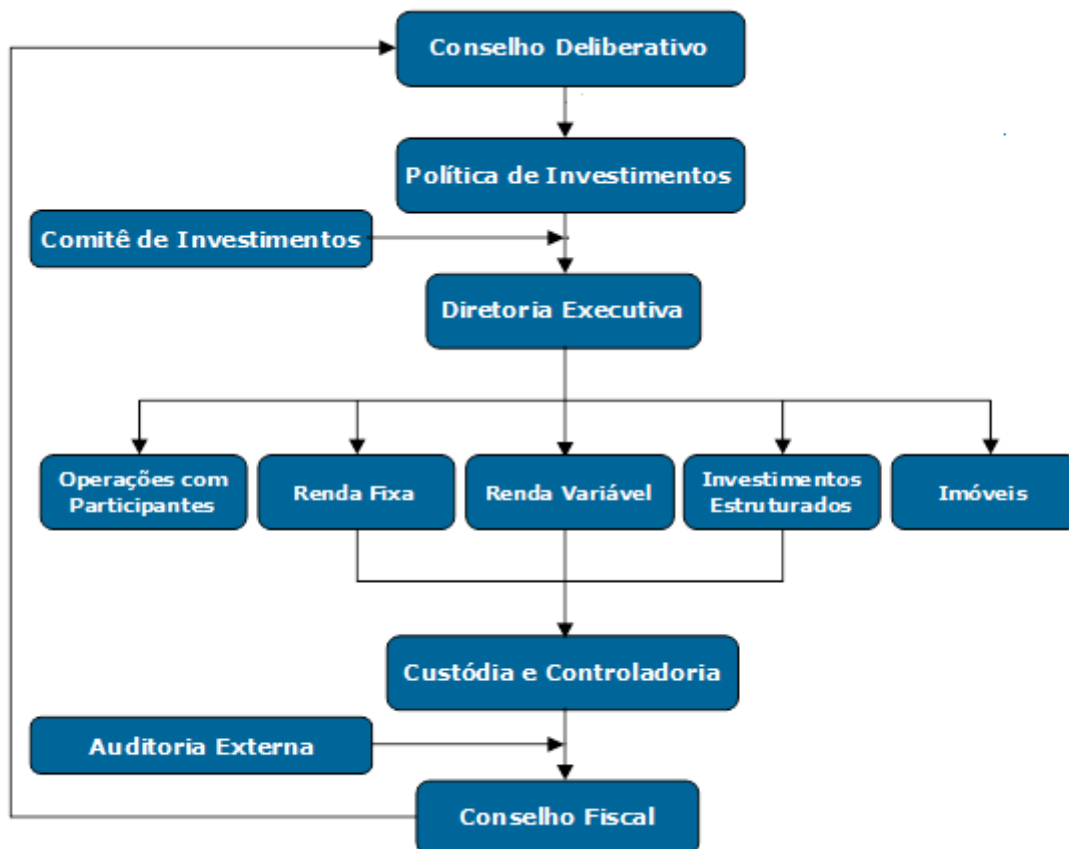 Conselho Deliberativo
Política de Investimentos
Comitê de Investimentos
Diretoria Executiva
Operações com
Participantes
Renda Fixa
Renda Variável
Investimentos
Estruturados
Imóveis
Custódia e Controladoria
Auditoria Externa
Conselho Fiscal